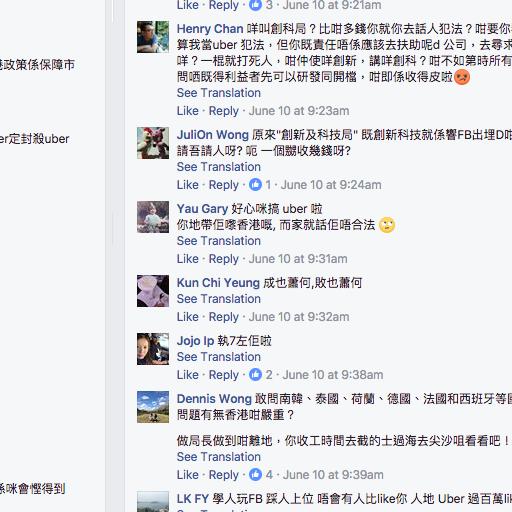 港政策係保障市
er定封殺uber
係咪會慳得到
Like · Reply · 3 · June 10 at 9:21am
Henry Chan 咩叫創科局？比咁多錢你就你去話人犯法？咁要你
算我當uber 犯法，但你既責任唔係應該去扶助呢d 公司，去尋求
咩？一棍就打死人，咁仲使咩創新，講咩創科？咁不如第時所有
問哂既得利益者先可以研發同開檔，咁即係收得皮啦
See Translation
Like · Reply · June 10 at 9:23am
JuliOn Wong 原來"創新及科技局" 既創新科技就係響FB出埋D咁
請吾請人呀? 呃 一個嬲收幾錢呀?
See Translation
Like · Reply · 1 · June 10 at 9:24am
Yau Gary 好心咪搞 uber 啦
你地帶佢嚟香港嘅, 而家就話佢唔合法
See Translation
Like · Reply · June 10 at 9:31am
Kun Chi Yeung 成也蕭何,敗也蕭何
See Translation
Like · Reply · June 10 at 9:32am
Jojo Ip 執7左佢啦
See Translation
Like · Reply · 2 · June 10 at 9:38am
Dennis Wong 敢問南韓、泰國、荷蘭、德國、法國和西班牙等國
問題有無香港咁嚴重？
做局長做到咁離地，你收工時間去截的士過海去尖沙咀看看吧！
See Translation
Like · Reply · 4 · June 10 at 9:39am
LK FY 學人玩FB 踩人上位 唔會有人比like你 人地 Uber 過百萬lik